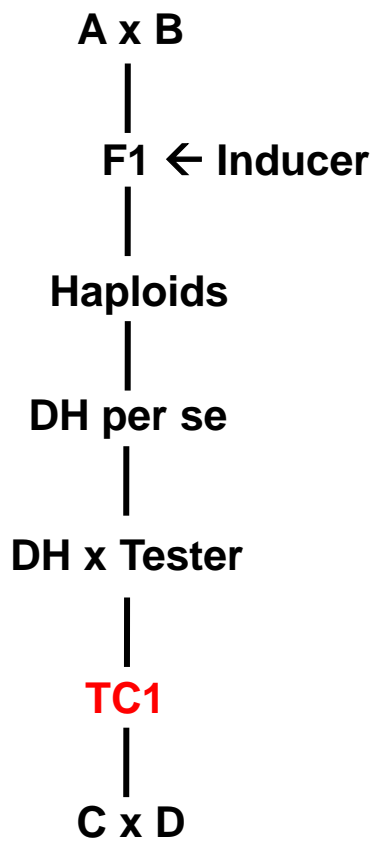 A x B
F1 ← Inducer
Haploids
DH per se
DH x Tester
TC1
C x D